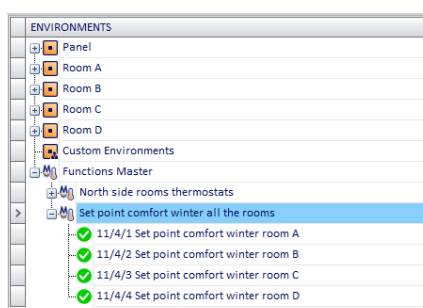 ENVIRONMENTS
Panel
Room A
Room B
Room C
Room D
Custom Environments
Functions Master
North side rooms thermostats
Set point comfort winter all the rooms
11/4/1 Set point comfort winter room A
11/4/2 Set point comfort winter room B
11/4/3 Set point comfort winter room C
11/4/4 Set point comfort winter room D